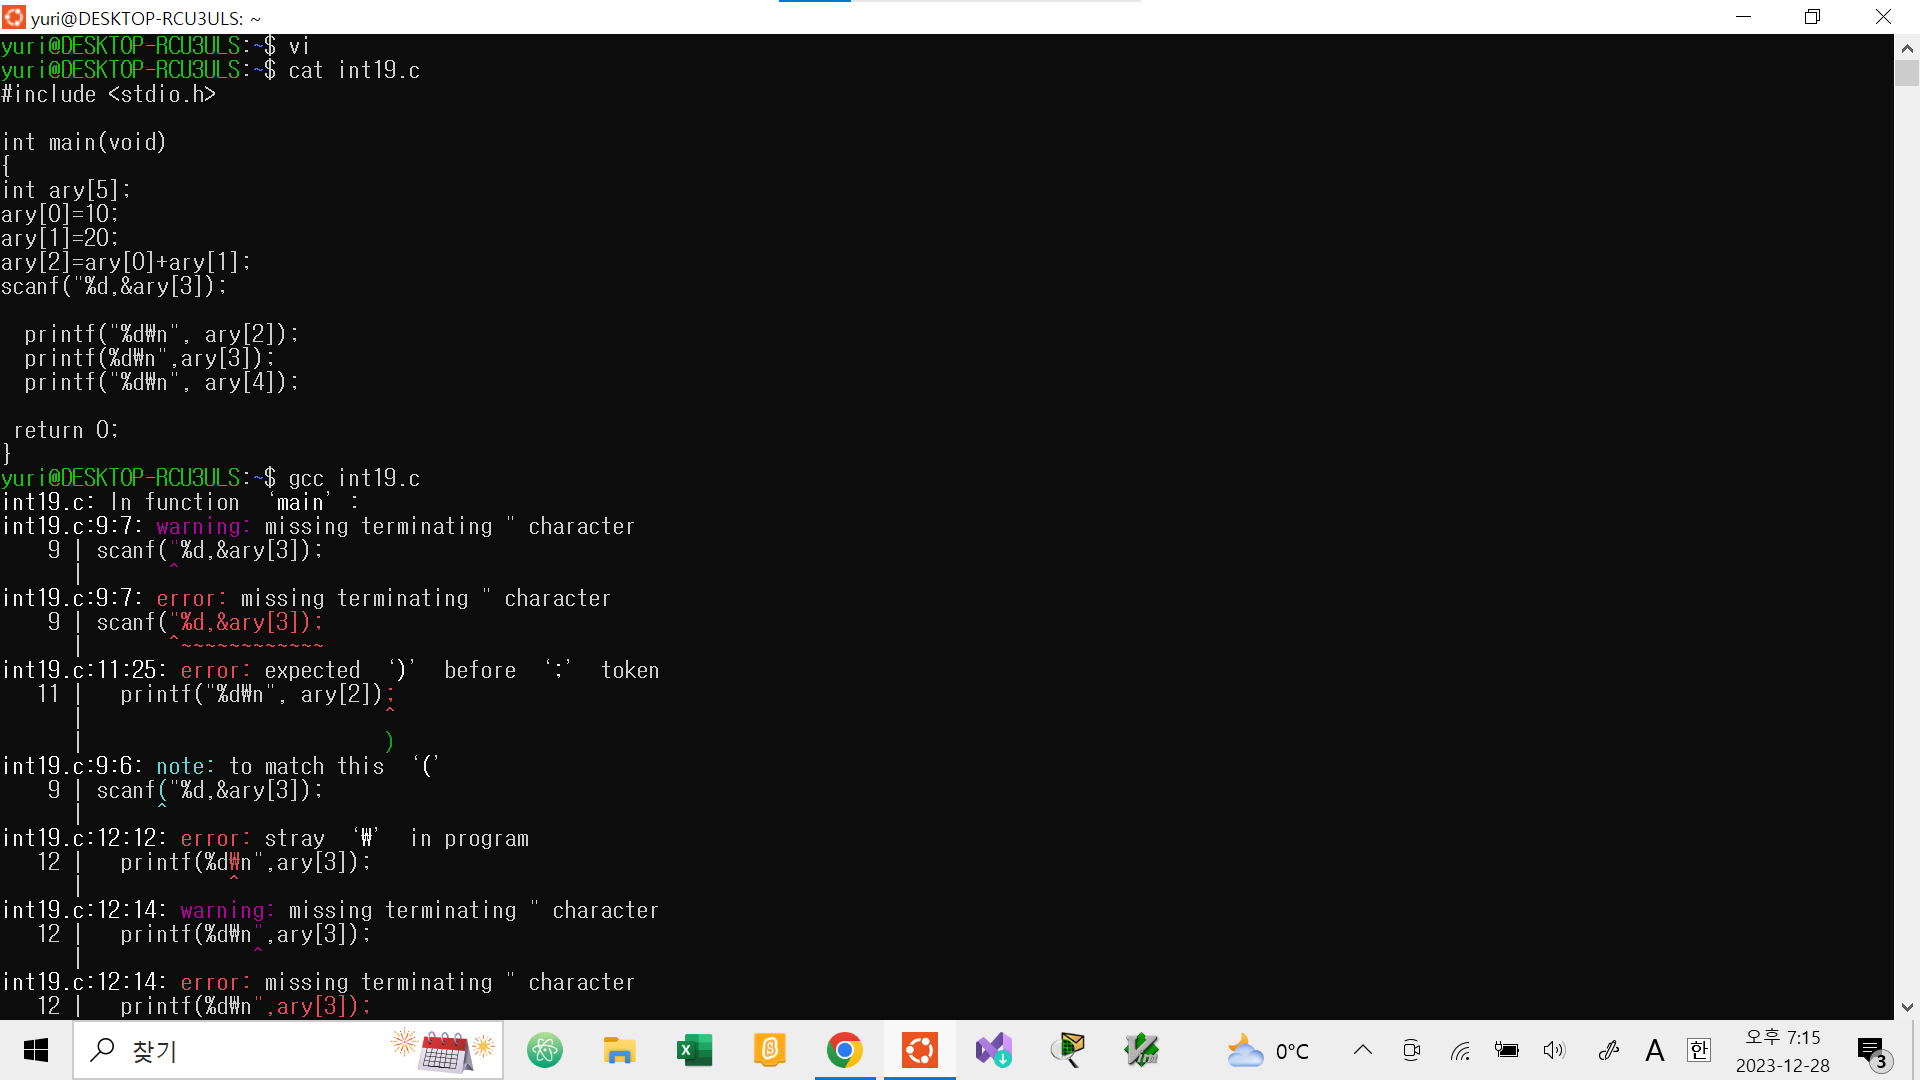 yuri@DESKTOP-RCU3ULS: ~
yuri@DESKTOP-RCU3ULS:~$ vi
yuri@DESKTOP-RCU3ULS:~$ cat int19.c
#include <stdio.h>
int main(void)
{
int ary[5];
ary[0]=10;
ary[1]=20;
ary[2]=ary[0]+ary[1];
scanf("%d,&ary[3]);
printf("%d₩n", ary[2]);
printf(%d₩n",ary[3]);
printf("%d₩n", ary[4]);
return 0;
}
yuri@DESKTOP-RCU3ULS:~$ gcc int19.c
int19.c: In function ‘main’:
int19.c:9:7: warning: missing terminating " character
9 | scanf("%d,&ary[3]);
| ^
int19.c:9:7: error: missing terminating " character
9 | scanf("%d,&ary[3]);
| ^~~~~~~~~~~~~
int19.c:11:25: error: expected ‘)’ before ‘;’ token
11 | printf("%d₩n", ary[2]);
| ^
| )
int19.c:9:6: note: to match this ‘(’
9 | scanf("%d,&ary[3]);
| ^
int19.c:12:12: error: stray ‘₩’ in program
12 | printf(%d₩n",ary[3]);
| ^
int19.c:12:14: warning: missing terminating " character
12 | printf(%d₩n",ary[3]);
| ^
int19.c:12:14: error: missing terminating " character
12 | printf(%d₩n",ary[3]);
찾기
0°C
A
한
오후 7:15
2023-12-28
3